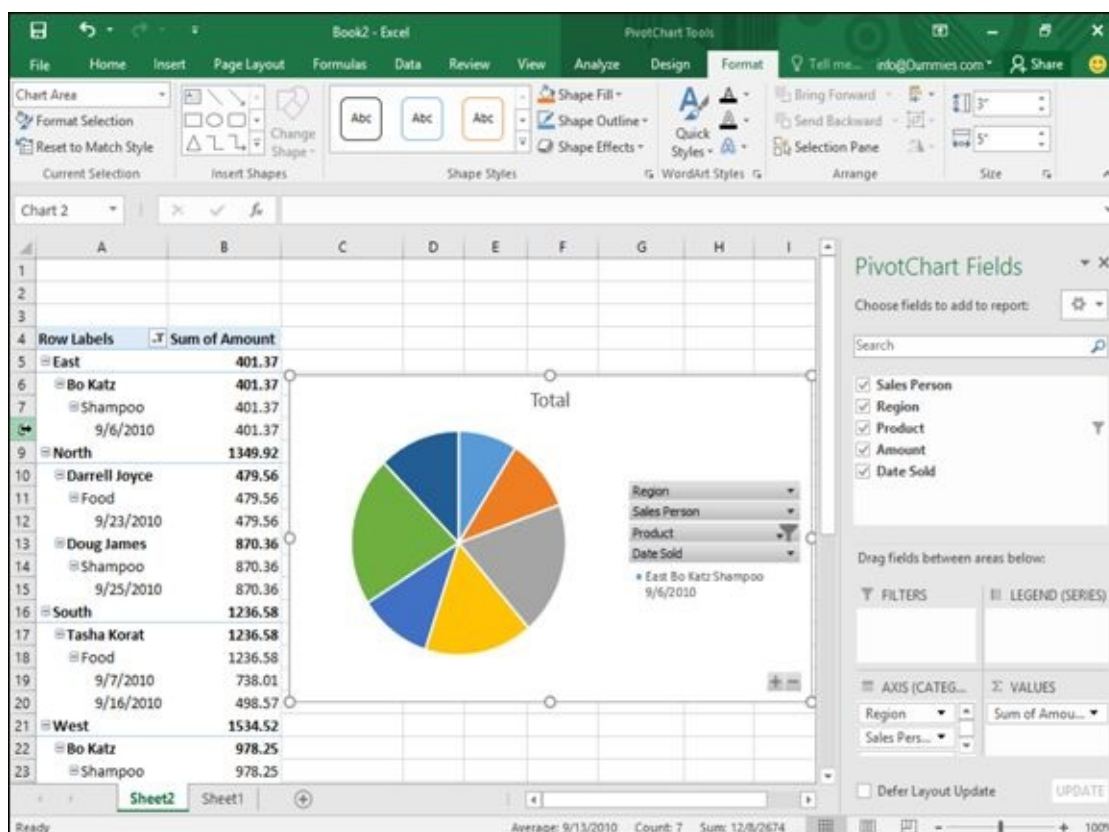 Book2 - Excel
PivotChart Tools
File Home Insert Page Layout Formulas Data Review View Analyze Design Format Tell me... info@Dummies.com Share
Chart Area
Format Selection
Reset to Match Style
Current Selection
Change Shape
Insert Shapes
Abc Abc Abc
Shape Fill
Shape Outline
Shape Effects
Shape Styles
Quick Styles
WordArt Styles
Bring Forward
Send Backward
Selection Pane
Arrange
3"
5"
Size
Chart 2
fx
A B C D E F G H I
1
2
3
4 Row Labels Sum of Amount
5 East 401.37
6 Bo Katz 401.37
7 Shampoo 401.37
9/6/2010 401.37
9 North 1349.92
10 Darrell Joyce 479.56
11 Food 479.56
12 9/23/2010 479.56
13 Doug James 870.36
14 Shampoo 870.36
15 9/25/2010 870.36
16 South 1236.58
17 Tasha Korat 1236.58
18 Food 1236.58
19 9/7/2010 738.01
20 9/16/2010 498.57
21 West 1534.52
22 Bo Katz 978.25
23 Shampoo 978.25
Total
Region
Sales Person
Product
Date Sold
East Bo Katz Shampoo
9/6/2010
PivotChart Fields
Choose fields to add to report:
Search
Sales Person
Region
Product
Amount
Date Sold
Drag fields between areas below:
FILTERS LEGEND (SERIES)
AXIS (CATEG... Σ VALUES
Region Sum of Amou...
Sales Pers...
Defer Layout Update UPDATE
Sheet2 Sheet1
Ready Average: 9/13/2010 Count: 7 Sum: 12/8/2674 100%